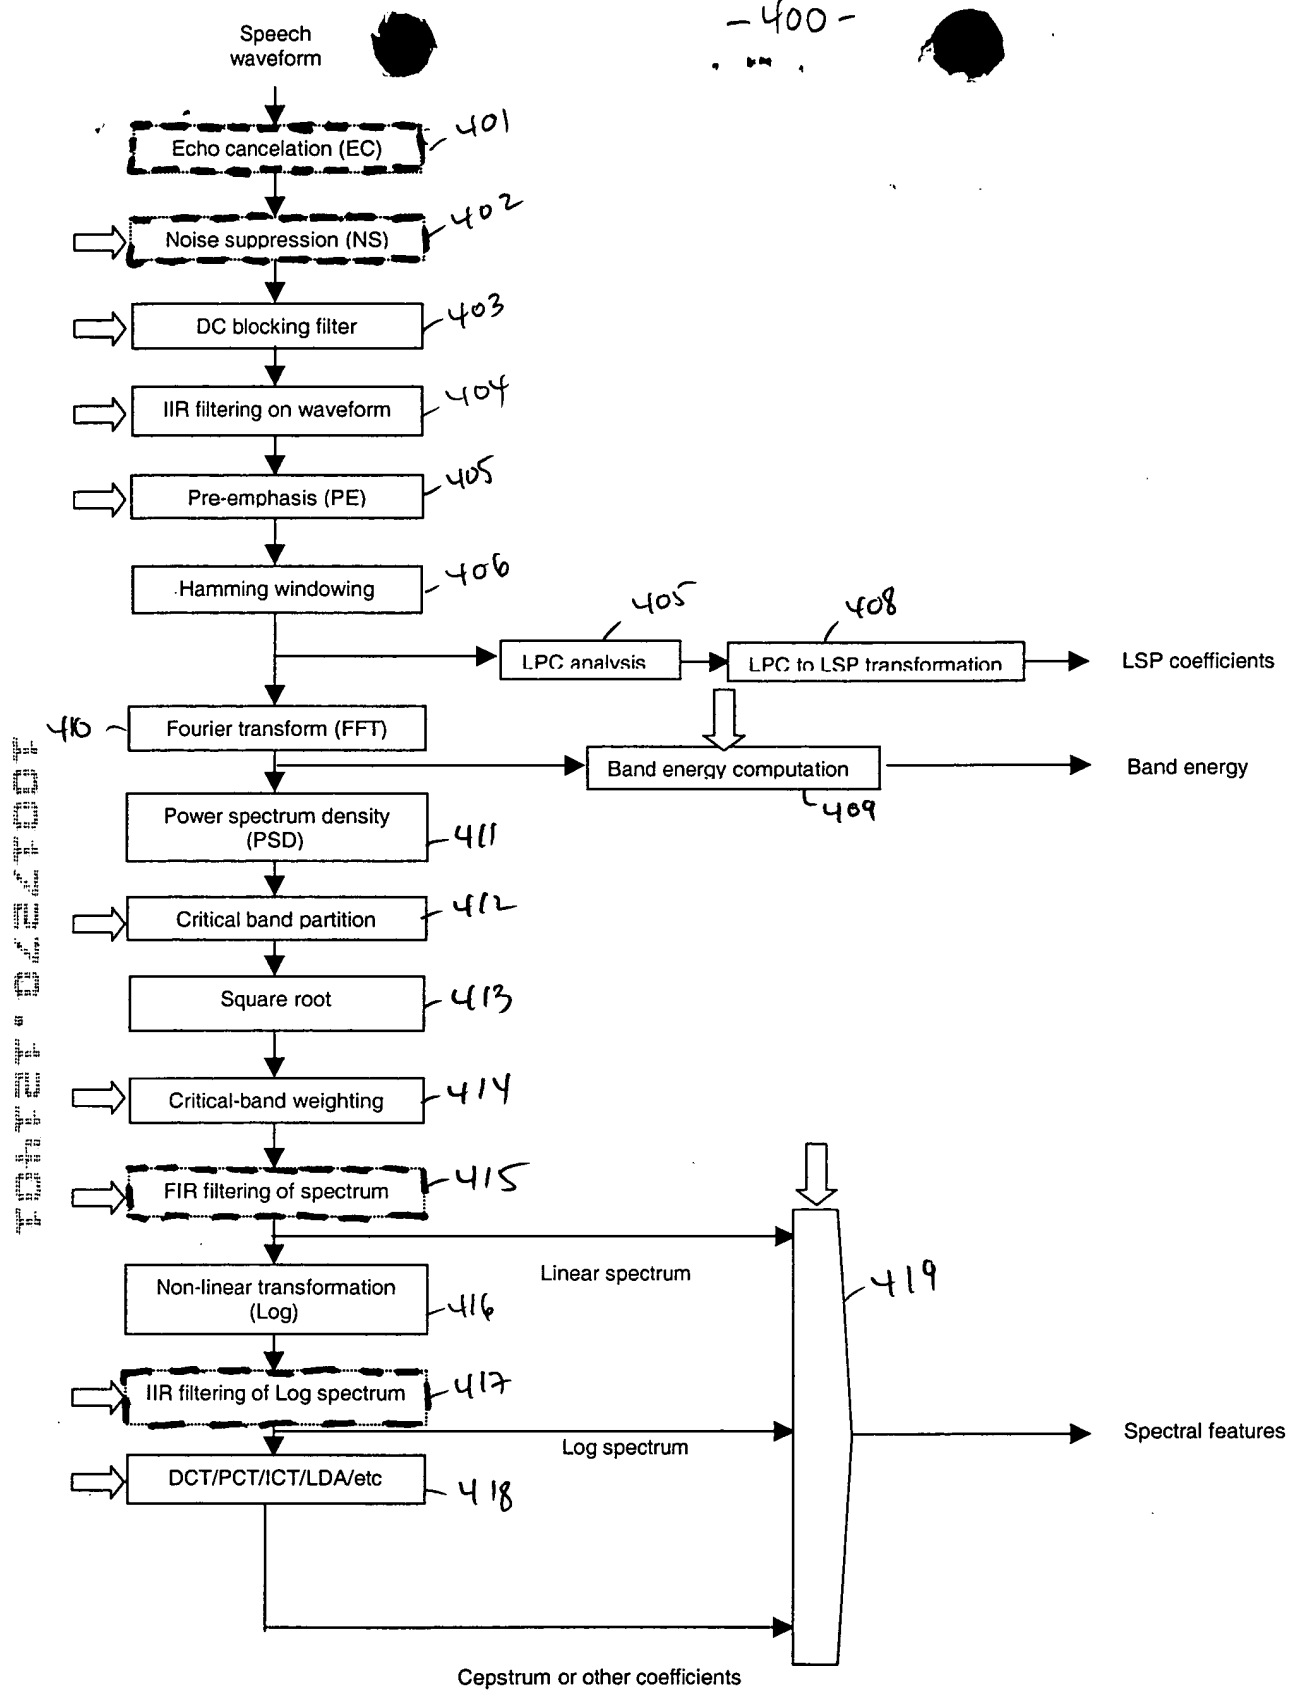 - 400 -
Speech
waveform
Echo cancelation (EC)
401
Noise suppression (NS)
402
DC blocking filter
403
IIR filtering on waveform
404
Pre-emphasis (PE)
405
Hamming windowing
406
LPC analysis
405
LPC to LSP transformation
408
LSP coefficients
410
Fourier transform (FFT)
Band energy computation
409
Band energy
Power spectrum density
(PSD)
411
Critical band partition
412
Square root
413
Critical-band weighting
414
FIR filtering of spectrum
415
Linear spectrum
419
Non-linear transformation
(Log)
416
IIR filtering of Log spectrum
417
Log spectrum
Spectral features
DCT/PCT/ICT/LDA/etc
418
Cepstrum or other coefficients